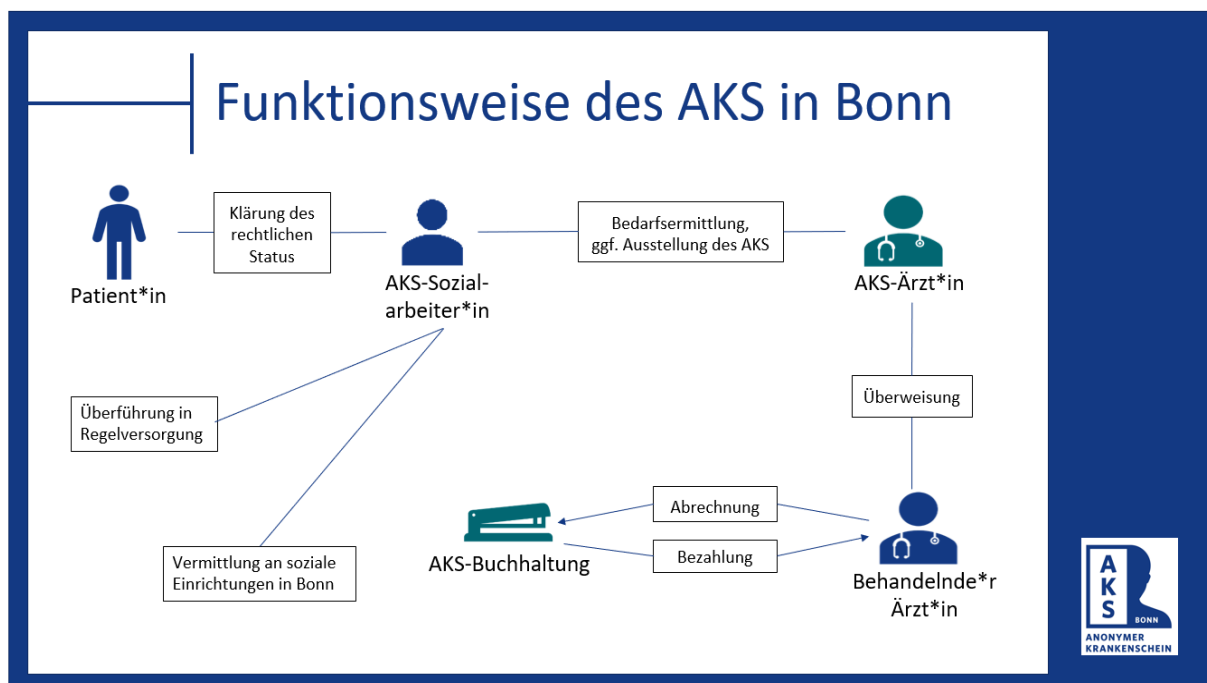 Funktionsweise des AKS in Bonn
Klärung des
rechtlichen
Status
Bedarfsermittlung,
ggf. Ausstellung des AKS
Patient*in
AKS-Sozial-
arbeiter*in
AKS-Ärzt*in
Überweisung
Überführung in
Regelversorgung
Abrechnung
AKS-Buchhaltung
Bezahlung
Vermittlung an soziale
Einrichtungen in Bonn
Behandelnde*r
Ärzt*in
A
K
S
BONN
ANONYMER
KRANKENSCHEIN